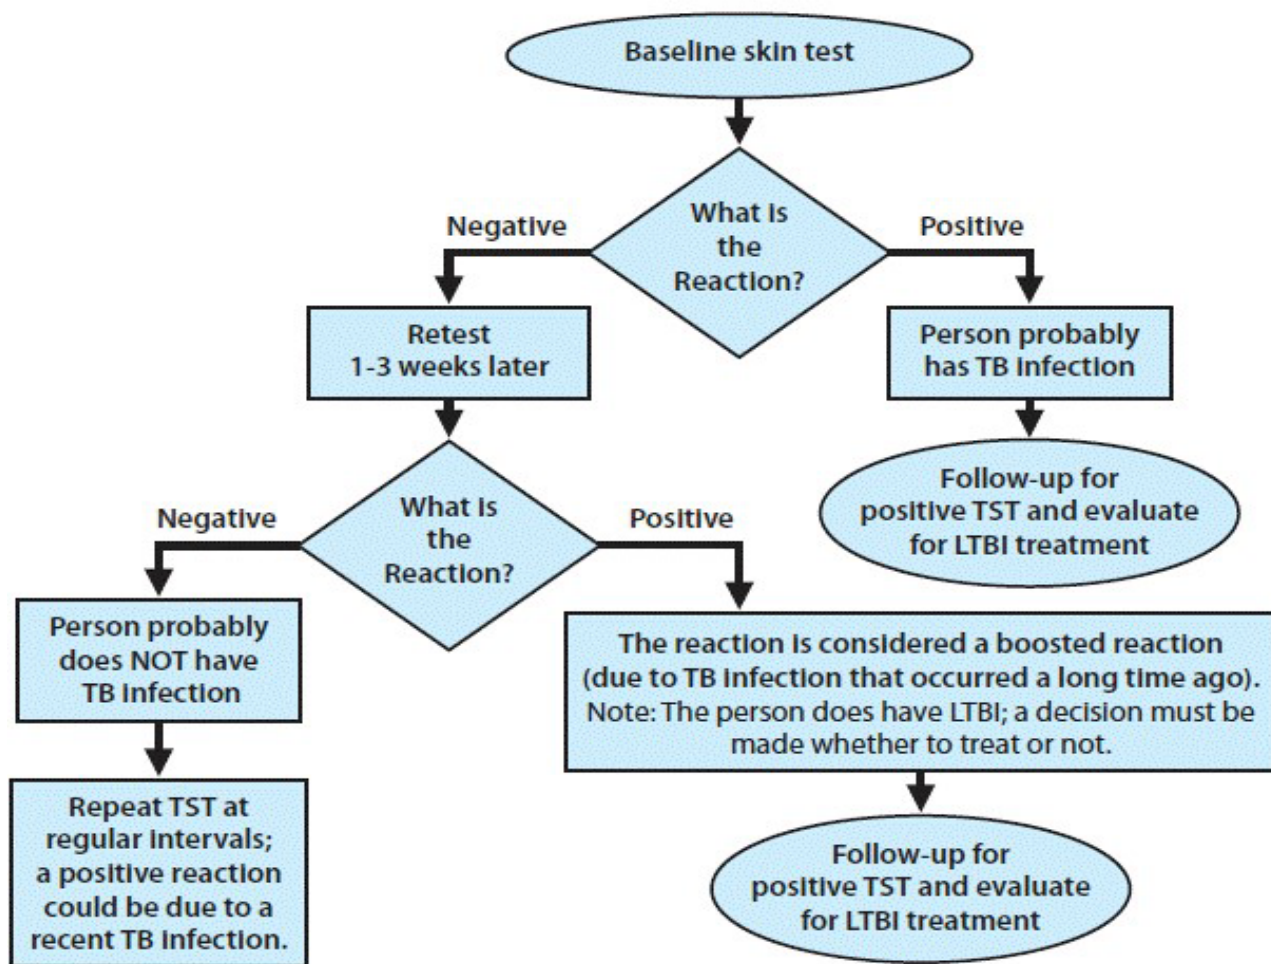 Baseline skin test
What is
the
Reaction?
Negative
Positive
Retest
1-3 weeks later
Person probably
has TB infection
Follow-up for
positive TST and evaluate
for LTBI treatment
What is
the
Reaction?
Negative
Positive
Person probably
does NOT have
TB infection
The reaction is considered a boosted reaction
(due to TB infection that occurred a long time ago).
Note: The person does have LTBI; a decision must be
made whether to treat or not.
Repeat TST at
regular intervals;
a positive reaction
could be due to a
recent TB infection.
Follow-up for
positive TST and evaluate
for LTBI treatment